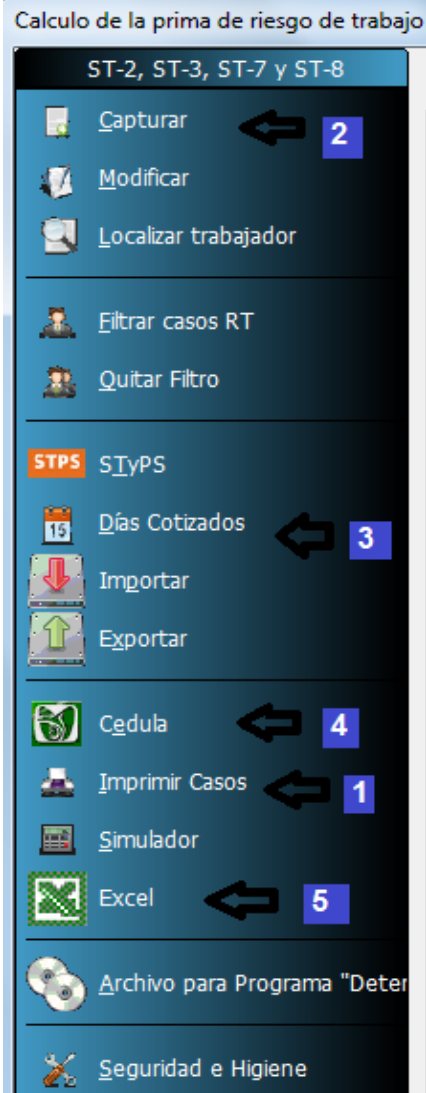 Calculo de la prima de riesgo de trabajo
ST-2, ST-3, ST-7 y ST-8
Capturar 2
Modificar
Localizar trabajador
Filtrar casos RT
Quitar Filtro
STPS STyPS
15 Días Cotizados 3
Importar
Exportar
Cedula 4
Imprimir Casos 1
Simulador
Excel 5
Archivo para Programa "Deter
Seguridad e Higiene